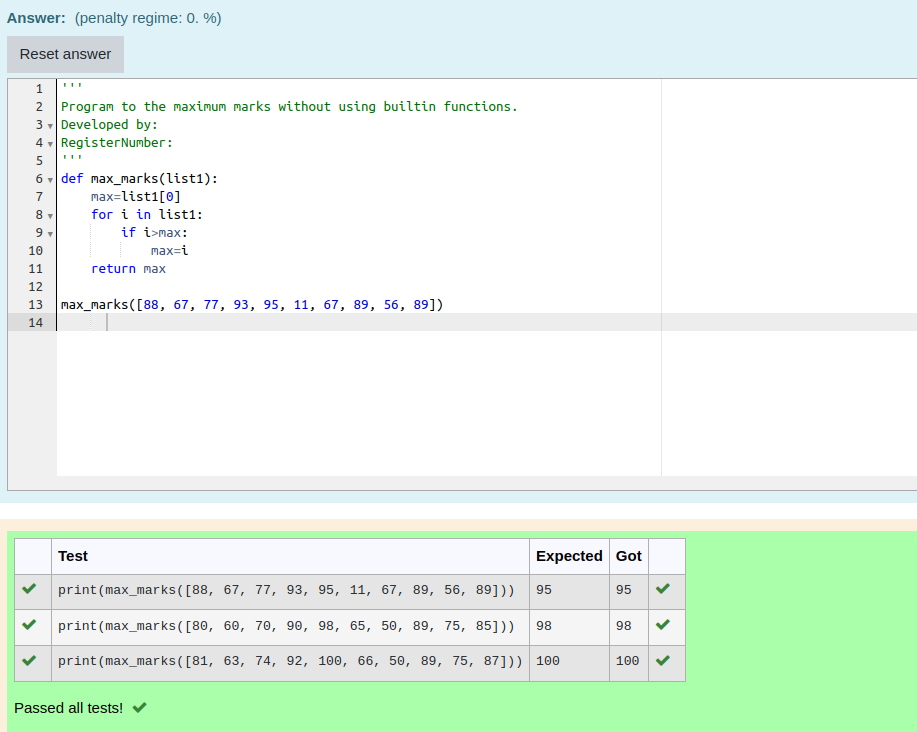 Answer: (penalty regime: 0. %)
Reset answer
1 '''
2 Program to the maximum marks without using builtin functions.
3 Developed by:
4 RegisterNumber:
5 '''
6 def max_marks(list1):
7     max=list1[0]
8     for i in list1:
9         if i>max:
10             max=i
11     return max
12
13 max_marks([88, 67, 77, 93, 95, 11, 67, 89, 56, 89])
14
Test Expected Got
print(max_marks([88, 67, 77, 93, 95, 11, 67, 89, 56, 89])) 95 95
print(max_marks([80, 60, 70, 90, 98, 65, 50, 89, 75, 85])) 98 98
print(max_marks([81, 63, 74, 92, 100, 66, 50, 89, 75, 87])) 100 100
Passed all tests!